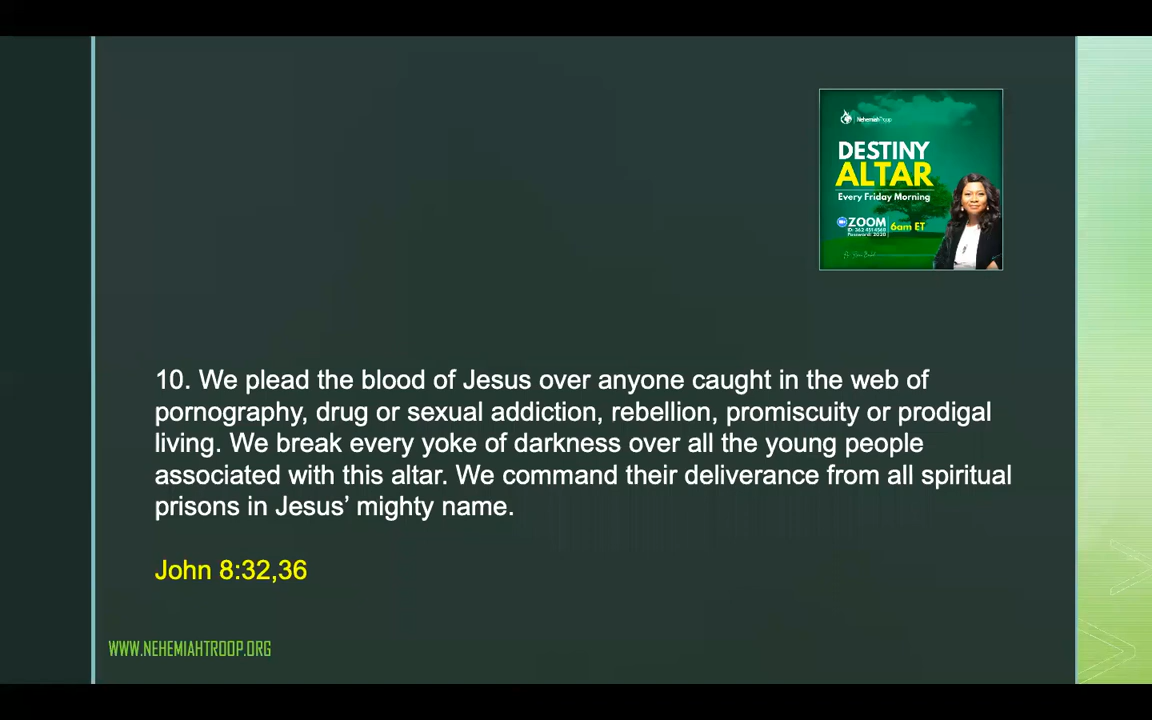 NehemiahTroop
DESTINY
ALTAR
Every Friday Morning
ZOOM
6am ET
Password: 2020
10. We plead the blood of Jesus over anyone caught in the web of
pornography, drug or sexual addiction, rebellion, promiscuity or prodigal
living. We break every yoke of darkness over all the young people
associated with this altar. We command their deliverance from all spiritual
prisons in Jesus’ mighty name.
John 8:32,36
WWW.NEHEMIAHTROOP.ORG